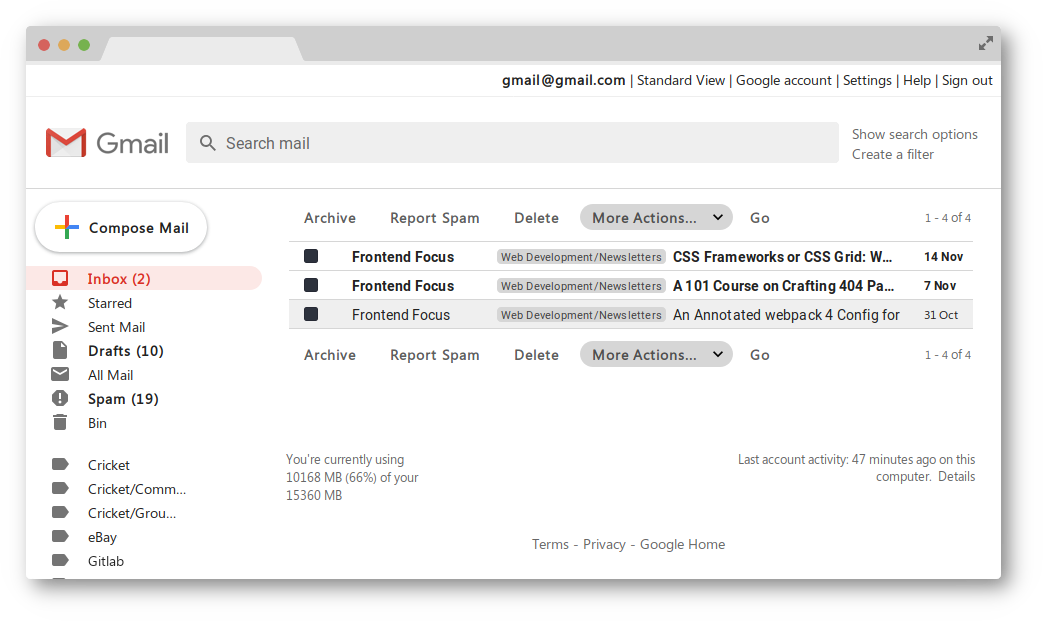 gmail@gmail.com | Standard View | Google account | Settings | Help | Sign out
Gmail
Search mail
Show search options
Create a filter
Compose Mail
Inbox (2)
Starred
Sent Mail
Drafts (10)
All Mail
Spam (19)
Bin
Cricket
Cricket/Comm...
Cricket/Grou...
eBay
Gitlab
Archive Report Spam Delete More Actions... Go 1 - 4 of 4
Frontend Focus Web Development/Newsletters CSS Frameworks or CSS Grid: W... 14 Nov
Frontend Focus Web Development/Newsletters A 101 Course on Crafting 404 Pa... 7 Nov
Frontend Focus Web Development/Newsletters An Annotated webpack 4 Config for 31 Oct
Archive Report Spam Delete More Actions... Go 1 - 4 of 4
You're currently using
10168 MB (66%) of your
15360 MB
Last account activity: 47 minutes ago on this
computer. Details
Terms - Privacy - Google Home